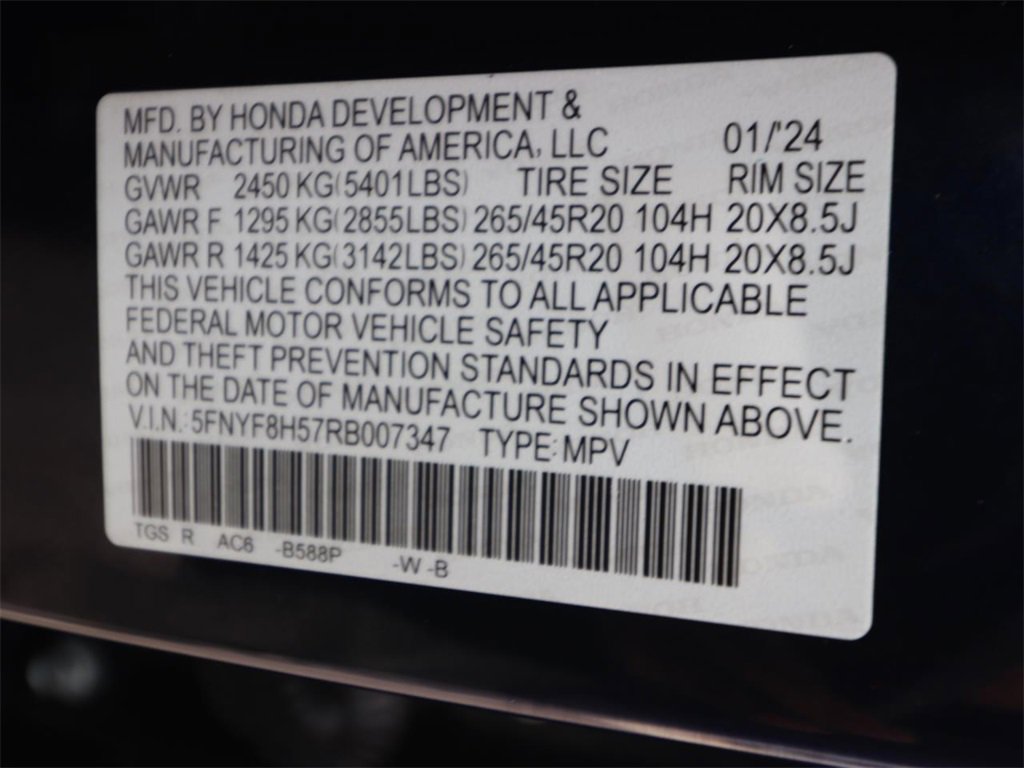 MFD. BY HONDA DEVELOPMENT &
MANUFACTURING OF AMERICA, LLC 01/'24
GVWR 2450 KG(5401LBS) TIRE SIZE RIM SIZE
GAWR F 1295 KG(2855LBS) 265/45R20 104H 20X8.5J
GAWR R 1425 KG(3142LBS) 265/45R20 104H 20X8.5J
THIS VEHICLE CONFORMS TO ALL APPLICABLE
FEDERAL MOTOR VEHICLE SAFETY
AND THEFT PREVENTION STANDARDS IN EFFECT
ON THE DATE OF MANUFACTURE SHOWN ABOVE.
V.I.N.: 5FNYF8H57RB007347 TYPE: MPV
TGS R AC6 -B588P -W -B